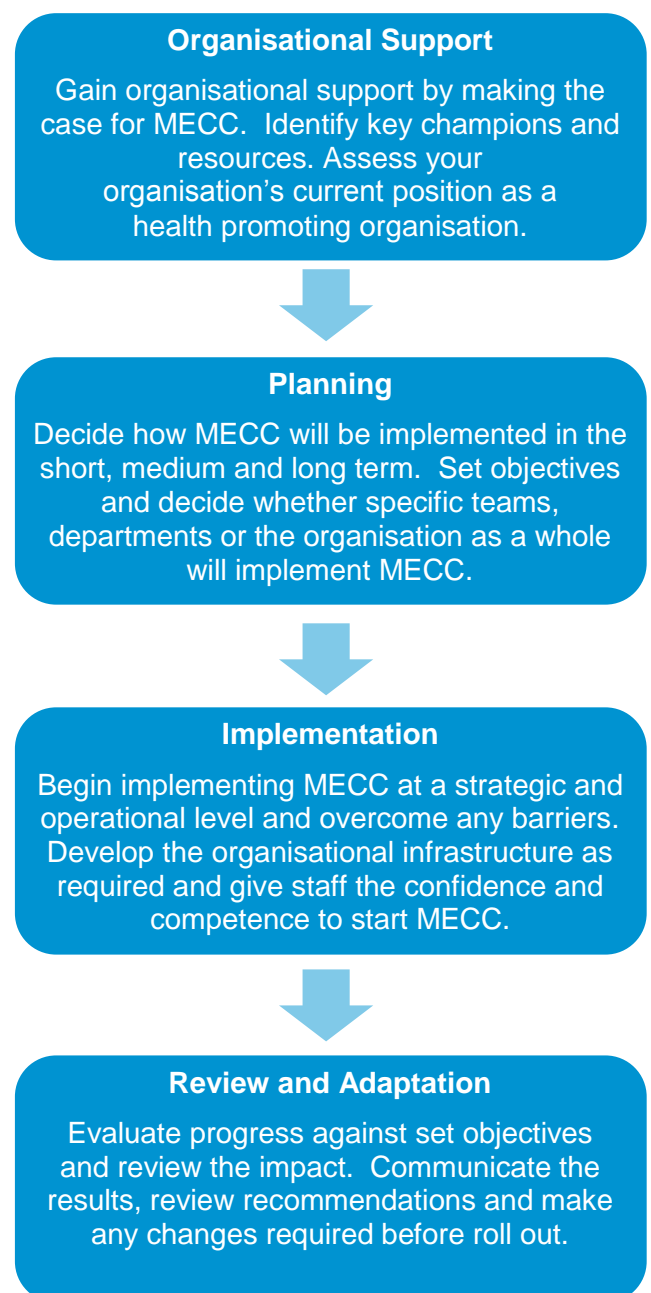 Organisational Support
Gain organisational support by making the
case for MECC.  Identify key champions and
resources. Assess your
organisation’s current position as a
health promoting organisation.
Planning
Decide how MECC will be implemented in the
short, medium and long term.  Set objectives
and decide whether specific teams,
departments or the organisation as a whole
will implement MECC.
Implementation
Begin implementing MECC at a strategic and
operational level and overcome any barriers.
Develop the organisational infrastructure as
required and give staff the confidence and
competence to start MECC.
Review and Adaptation
Evaluate progress against set objectives
and review the impact.  Communicate the
results, review recommendations and make
any changes required before roll out.